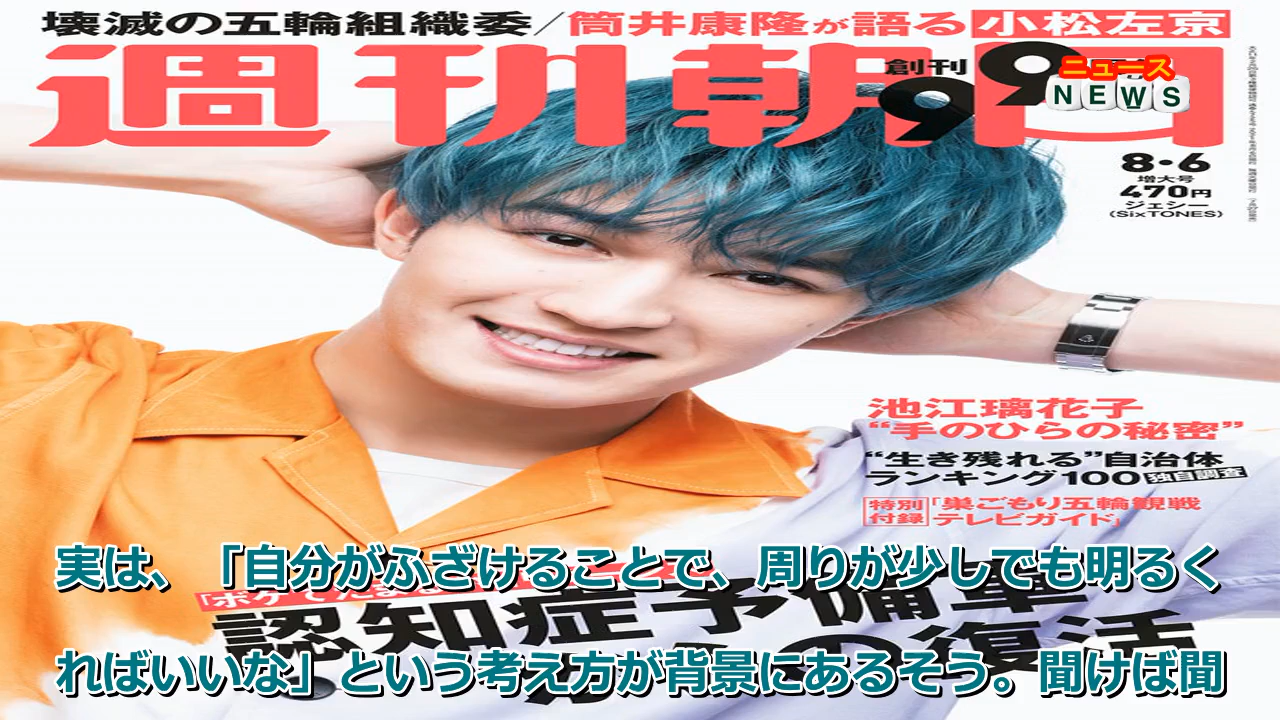 壊滅の五輪組織委/筒井康隆が語る小松左京
週刊朝日
創刊99
ニュース
NEWS
8・6
増大号
470円
ジェシー
(SixTONES)
池江璃花子
“手のひらの秘密”
“生き残れる”自治体
ランキング100 独自調査
特別付録「巣ごもり五輪観戦
テレビガイド」
実は、「自分がふざけることで、周りが少しでも明るく
認知症予備軍
の復活
ればいいな」という考え方が背景にあるそう。聞けば聞